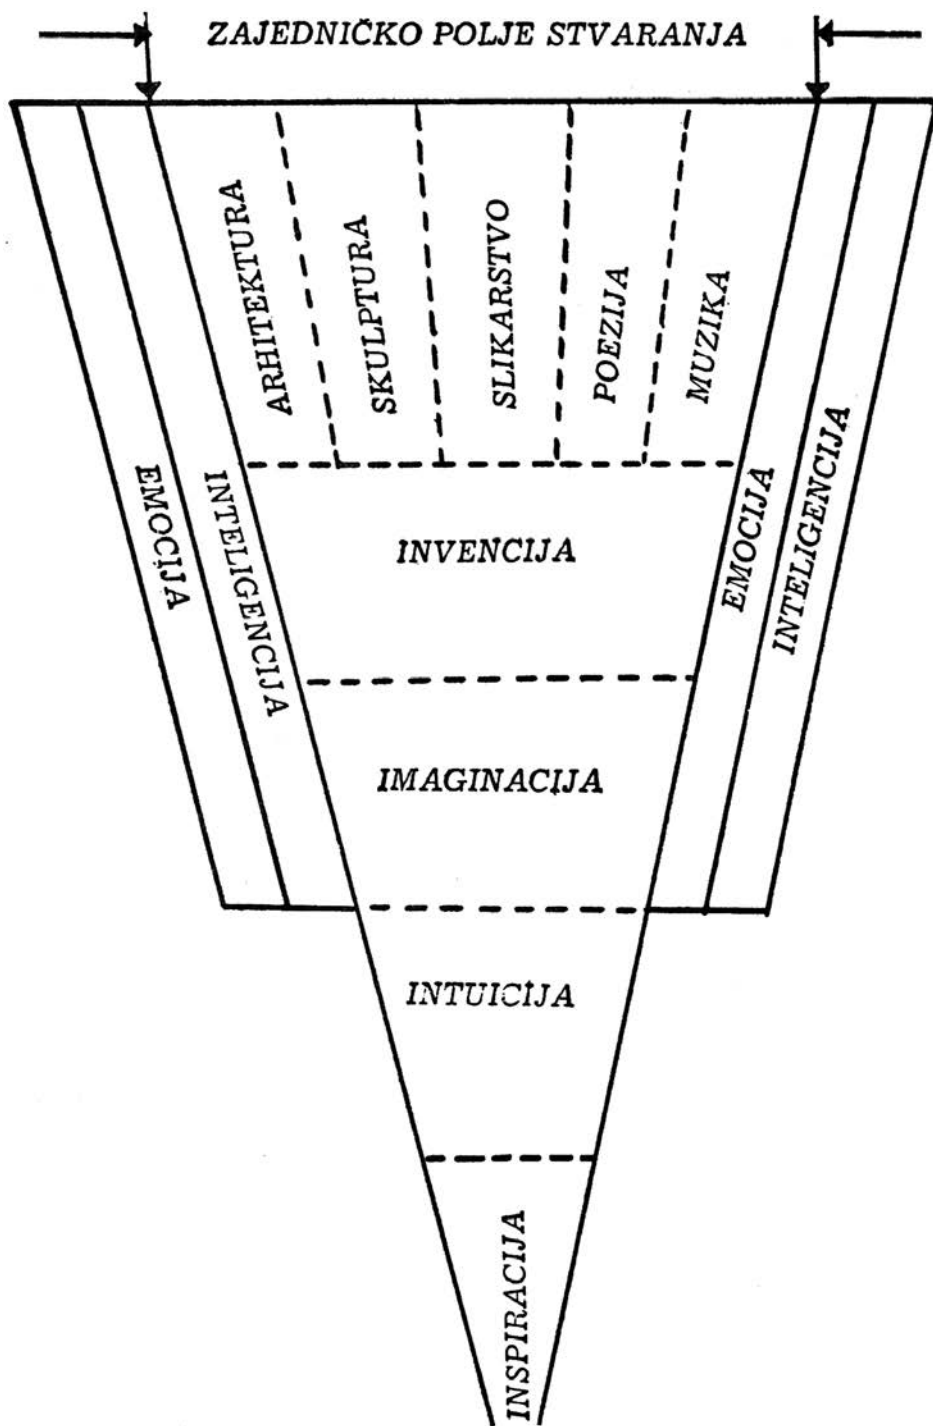 ZAJEDNIČKO POLJE STVARANJA
ARHITEKTURA
SKULPTURA
SLIKARSTVO
POEZIJA
MUZIKA
EMOCIJA
INTELIGENCIJA
EMOCIJA
INTELIGENCIJA
INVENCIJA
IMAGINACIJA
INTUICIJA
INSPIRACIJA